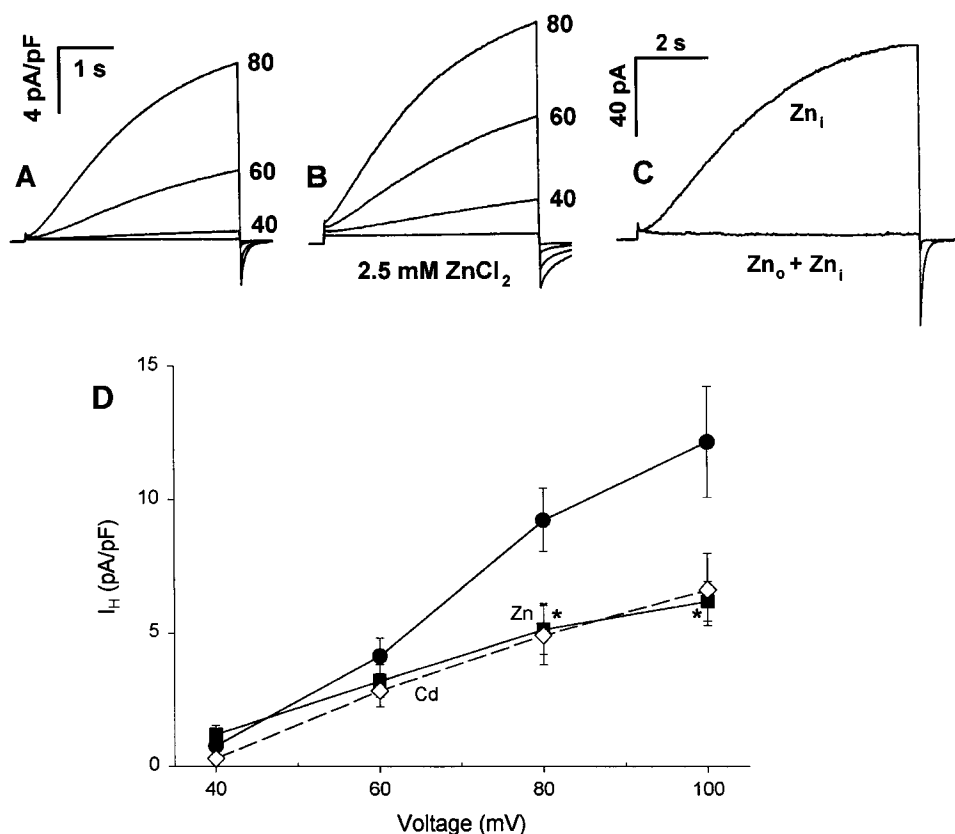 4 pA/pF
1 s
80
60
40
A
80
60
40
B
2.5 mM ZnCl₂
2 s
40 pA
Znᵢ
C
Znₒ + Znᵢ
D
15
10
5
0
I_H (pA/pF)
Zn
*
*
Cd
40
60
80
100
Voltage (mV)